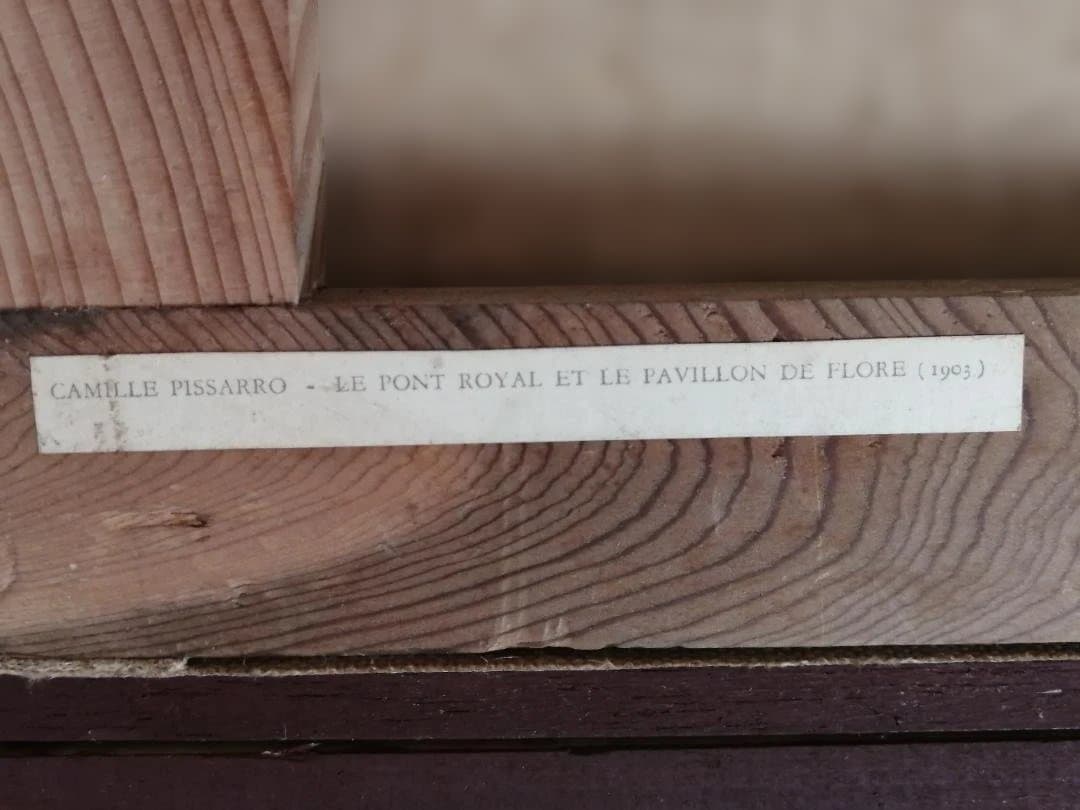 CAMILLE PISSARRO - LE PONT ROYAL ET LE PAVILLON DE FLORE (1903)